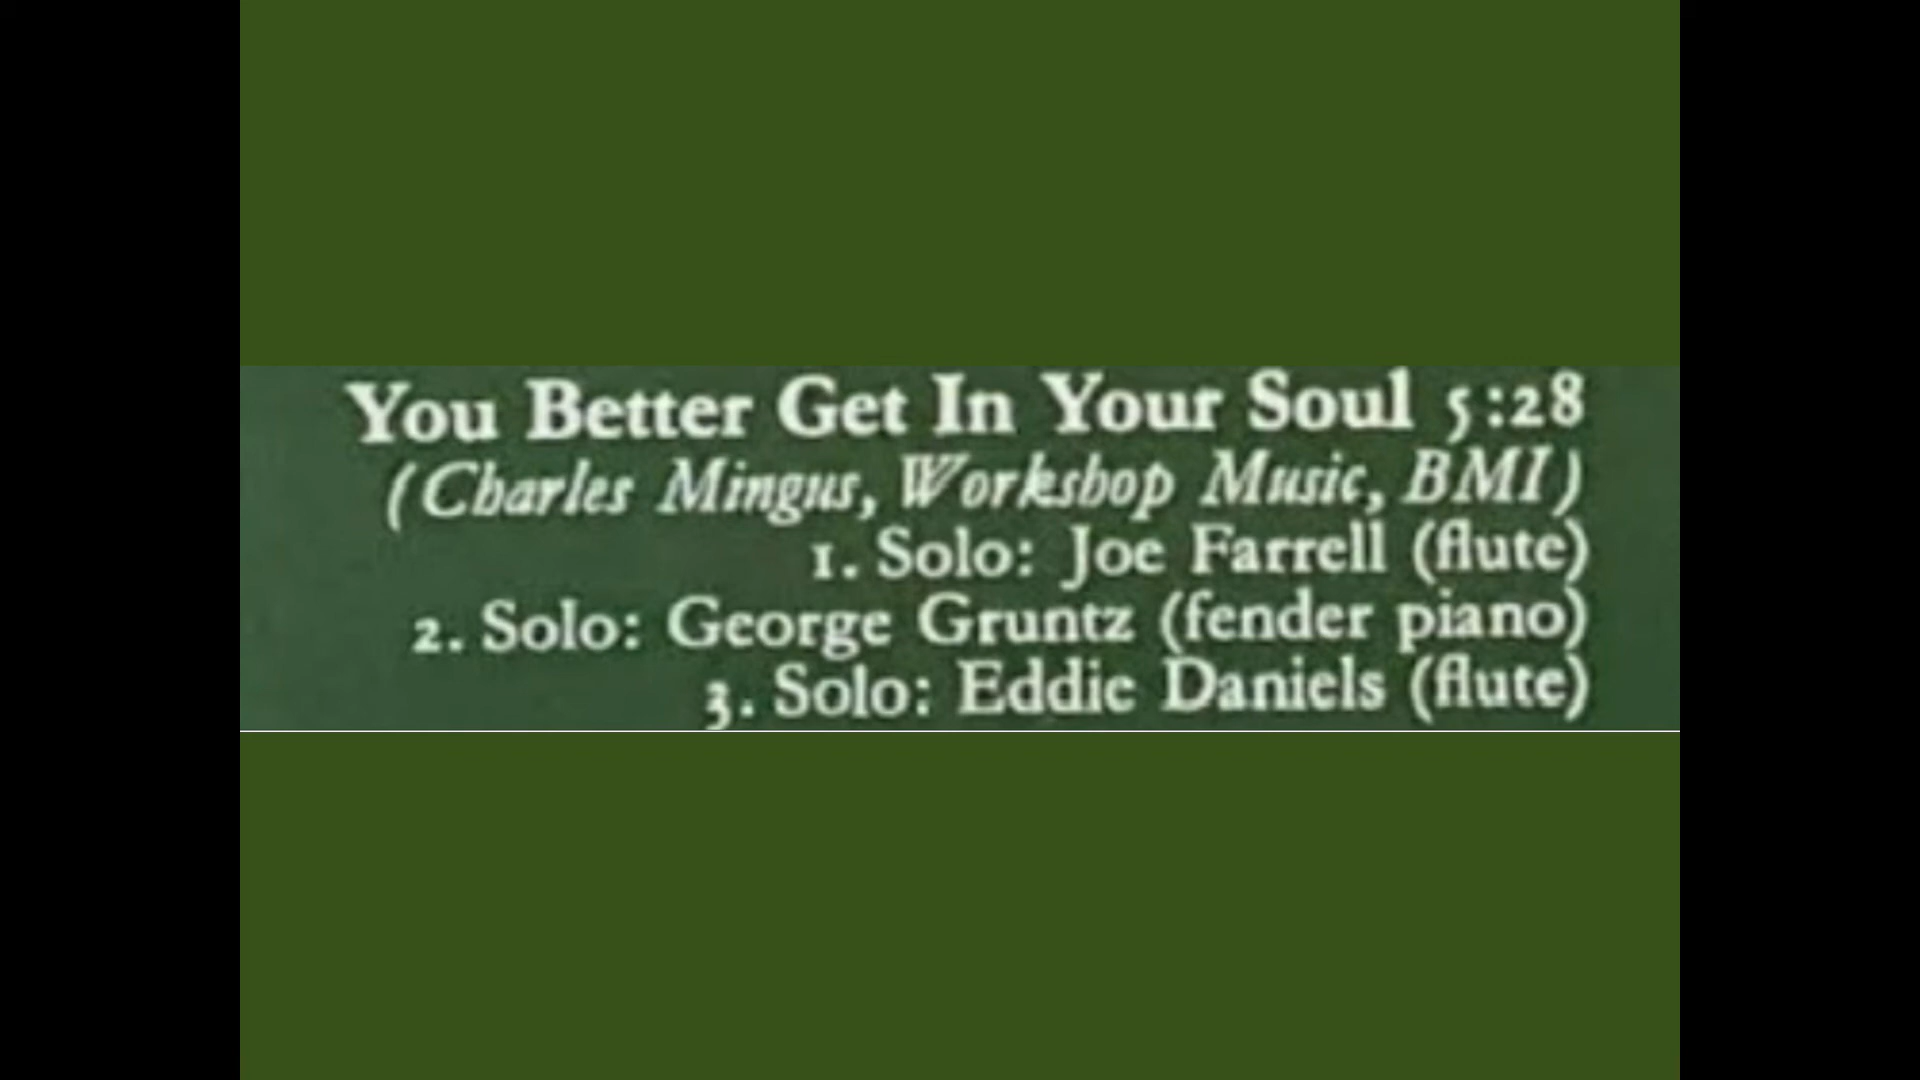 You Better Get In Your Soul 5:28
(Charles Mingus, Workshop Music, BMI)
1. Solo: Joe Farrell (flute)
2. Solo: George Gruntz (fender piano)
3. Solo: Eddie Daniels (flute)